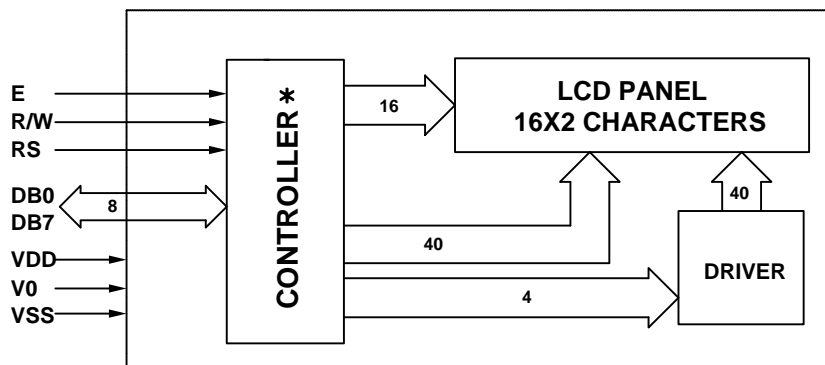 E
R/W
RS
DB0
DB7
VDD
V0
VSS
8
CONTROLLER*
16
40
4
LCD PANEL
16X2 CHARACTERS
40
DRIVER